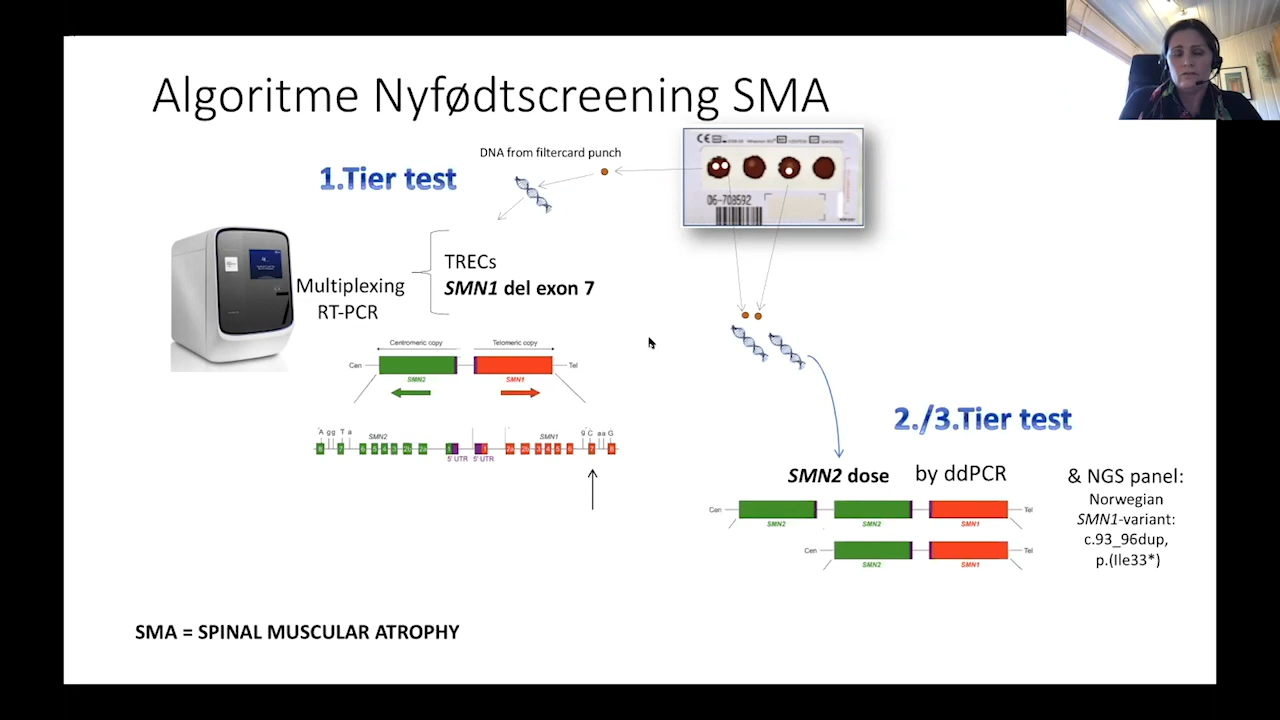 Algoritme Nyfødtscreening SMA
DNA from filtercard punch
1.Tier test
06-708592
TRECs
SMN1 del exon 7
Multiplexing
RT-PCR
Centromeric copy
Telomeric copy
Cen
Tel
SMN2
SMN1
A g g T a
g C a a G
SMN2
SMN1
5' UTR
5' UTR
2./3.Tier test
SMN2 dose
by ddPCR
& NGS panel:
Norwegian
SMN1-variant:
c.93_96dup,
p.(Ile33*)
Cen
Tel
SMN2
SMN2
SMN1
Cen
Tel
SMN2
SMN1
SMA = SPINAL MUSCULAR ATROPHY